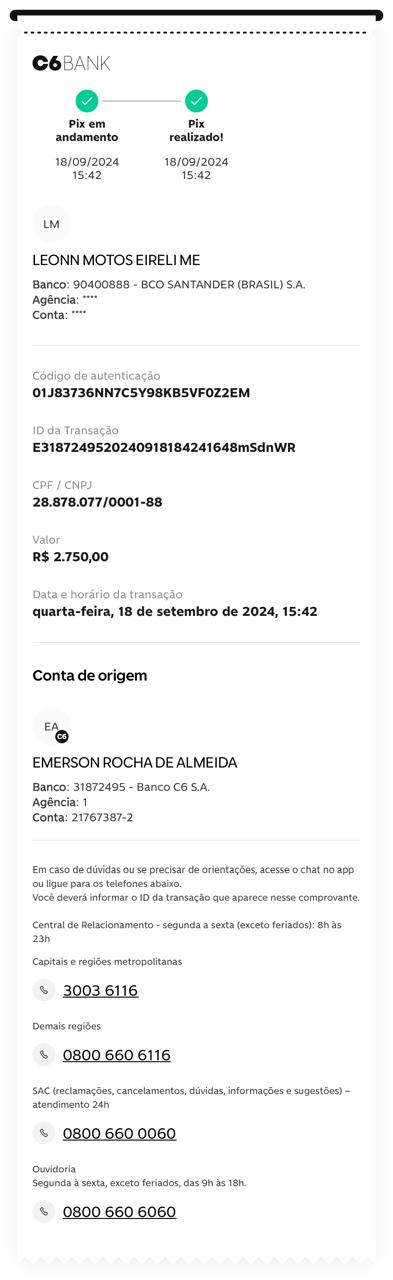 C6 BANK
Pix em
andamento
18/09/2024
15:42
Pix
realizado!
18/09/2024
15:42
LM
LEONN MOTOS EIRELI ME
Banco: 90400888 - BCO SANTANDER (BRASIL) S.A.
Agência: ****
Conta: ****
Código de autenticação
01J83736NN7C5Y98KB5VF0Z2EM
ID da Transação
E3187249520240918184241648mSdnWR
CPF / CNPJ
28.878.077/0001-88
Valor
R$ 2.750,00
Data e horário da transação
quarta-feira, 18 de setembro de 2024, 15:42
Conta de origem
EA
C6
EMERSON ROCHA DE ALMEIDA
Banco: 31872495 - Banco C6 S.A.
Agência: 1
Conta: 21767387-2
Em caso de dúvidas ou se precisar de orientações, acesse o chat no app
ou ligue para os telefones abaixo.
Você deverá informar o ID da transação que aparece nesse comprovante.
Central de Relacionamento - segunda a sexta (exceto feriados): 8h às
23h
Capitais e regiões metropolitanas
3003 6116
Demais regiões
0800 660 6116
SAC (reclamações, cancelamentos, dúvidas, informações e sugestões) –
atendimento 24h
0800 660 0060
Ouvidoria
Segunda à sexta, exceto feriados, das 9h às 18h.
0800 660 6060